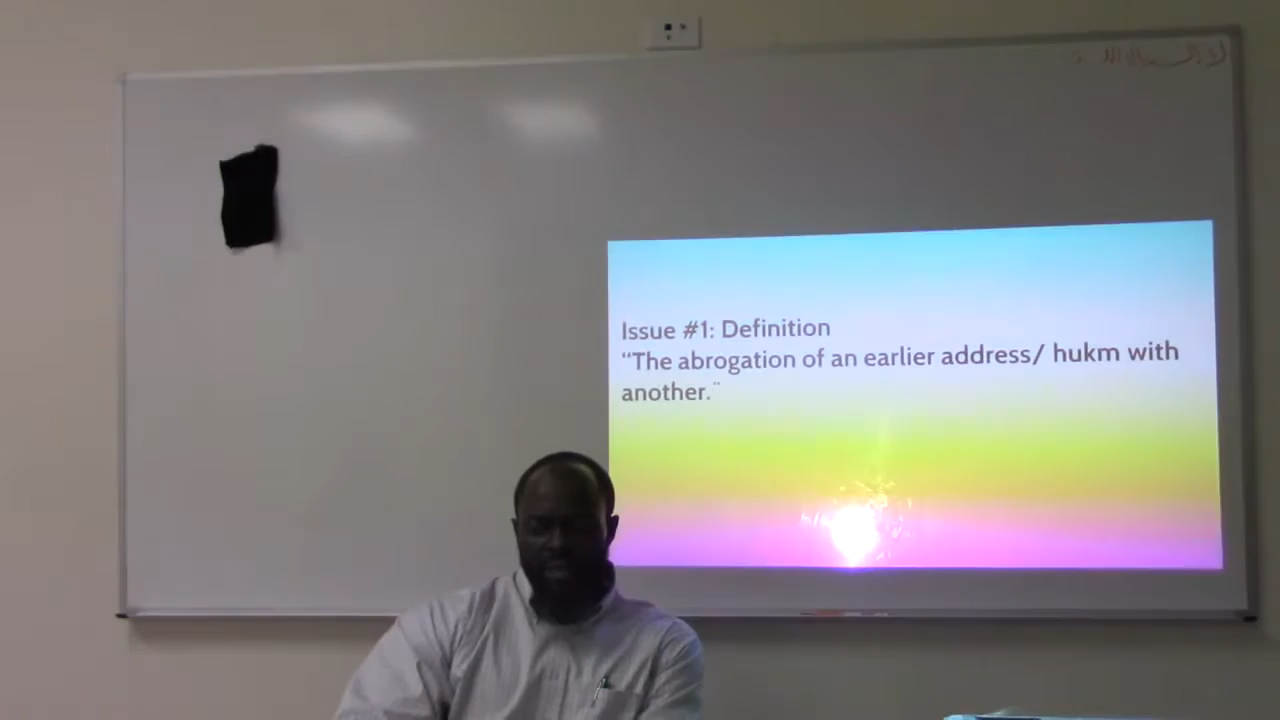 Issue #1: Definition
“The abrogation of an earlier address/ hukm with
another.¨